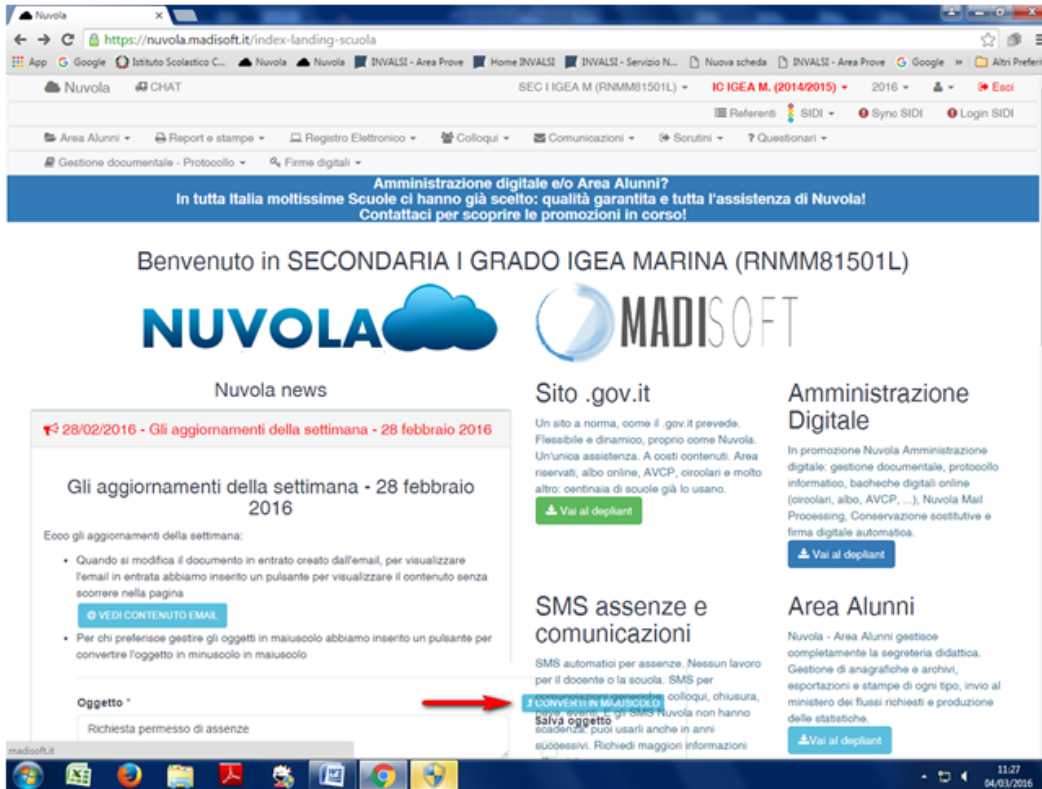 Nuvola
https://nuvola.madisoft.it/index-landing-scuola
App Google Istituto Scolastico C... Nuvola Nuvola INVALSI - Area Prove Home INVALSI INVALSI - Servizio N... Nuova scheda INVALSI - Area Prove Google » Altri Preferiti
Nuvola CHAT SEC I IGEA M (RNMM81501L) IC IGEA M. (2014/2015) 2016 Esci
Referenti SIDI Sync SIDI Login SIDI
Area Alunni Report e stampe Registro Elettronico Colloqui Comunicazioni Scrutini ? Questionari
Gestione documentale - Protocollo Firme digitali
Amministrazione digitale e/o Area Alunni?
In tutta Italia moltissime Scuole ci hanno già scelto: qualità garantita e tutta l'assistenza di Nuvola!
Contattaci per scoprire le promozioni in corso!
Benvenuto in SECONDARIA I GRADO IGEA MARINA (RNMM81501L)
NUVOLA
MADISOFT
Nuvola news
28/02/2016 - Gli aggiornamenti della settimana - 28 febbraio 2016
Gli aggiornamenti della settimana - 28 febbraio
2016
Ecco gli aggiornamenti della settimana:
• Quando si modifica il documento in entrato creato dall'email, per visualizzare
l'email in entrata abbiamo inserito un pulsante per visualizzare il contenuto senza
scorrere nella pagina
VEDI CONTENUTO EMAIL
• Per chi preferisce gestire gli oggetti in maiuscolo abbiamo inserito un pulsante per
convertire l'oggetto in minuscolo in maiuscolo
Oggetto *
Richiesta permesso di assenze
CONVERTI IN MAIUSCOLO
Salva oggetto
Sito .gov.it
Un sito a norma, come il .gov.it prevede.
Flessibile e dinamico, proprio come Nuvola.
Un'unica assistenza. A costi contenuti. Area
riservati, albo online, AVCP, circolari e molto
altro: centinaia di scuole già lo usano.
Vai al depliant
SMS assenze e
comunicazioni
SMS automatici per assenze. Nessun lavoro
per il docente o la scuola. SMS per
colloqui, chiusura,
SMS Nuvola non hanno
scadenza: puoi usarli anche in anni
successivi. Richiedi maggiori informazioni
Amministrazione
Digitale
In promozione Nuvola Amministrazione
digitale: gestione documentale, protocollo
informatico, bacheche digitali online
(circolari, albo, AVCP, ...), Nuvola Mail
Processing, Conservazione sostitutive e
firma digitale automatica.
Vai al depliant
Area Alunni
Nuvola - Area Alunni gestisce
completamente la segreteria didattica.
Gestione di anagrafiche e archivi,
esportazioni e stampe di ogni tipo, invio al
ministero dei flussi richiesti e produzione
delle statistiche.
Vai al depliant
madisoft.it
11:27
04/03/2016